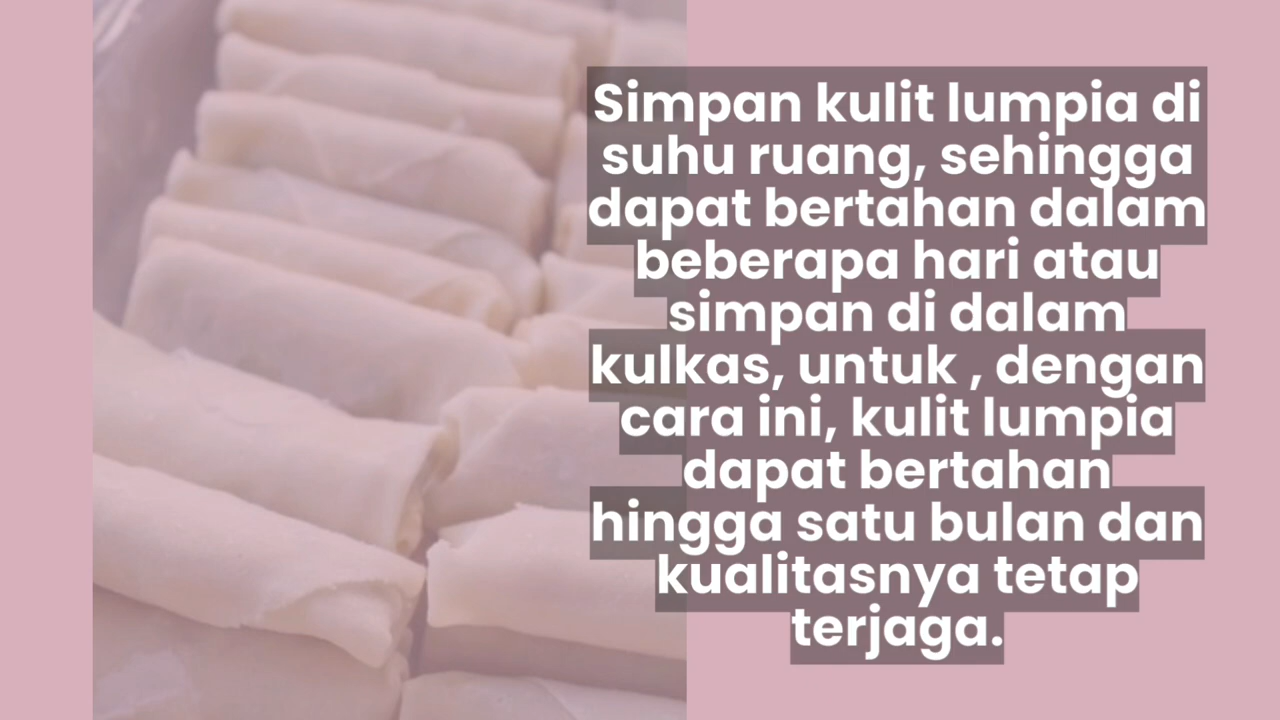 Simpan kulit lumpia di
suhu ruang, sehingga
dapat bertahan dalam
beberapa hari atau
simpan di dalam
kulkas, untuk , dengan
cara ini, kulit lumpia
dapat bertahan
hingga satu bulan dan
kualitasnya tetap
terjaga.